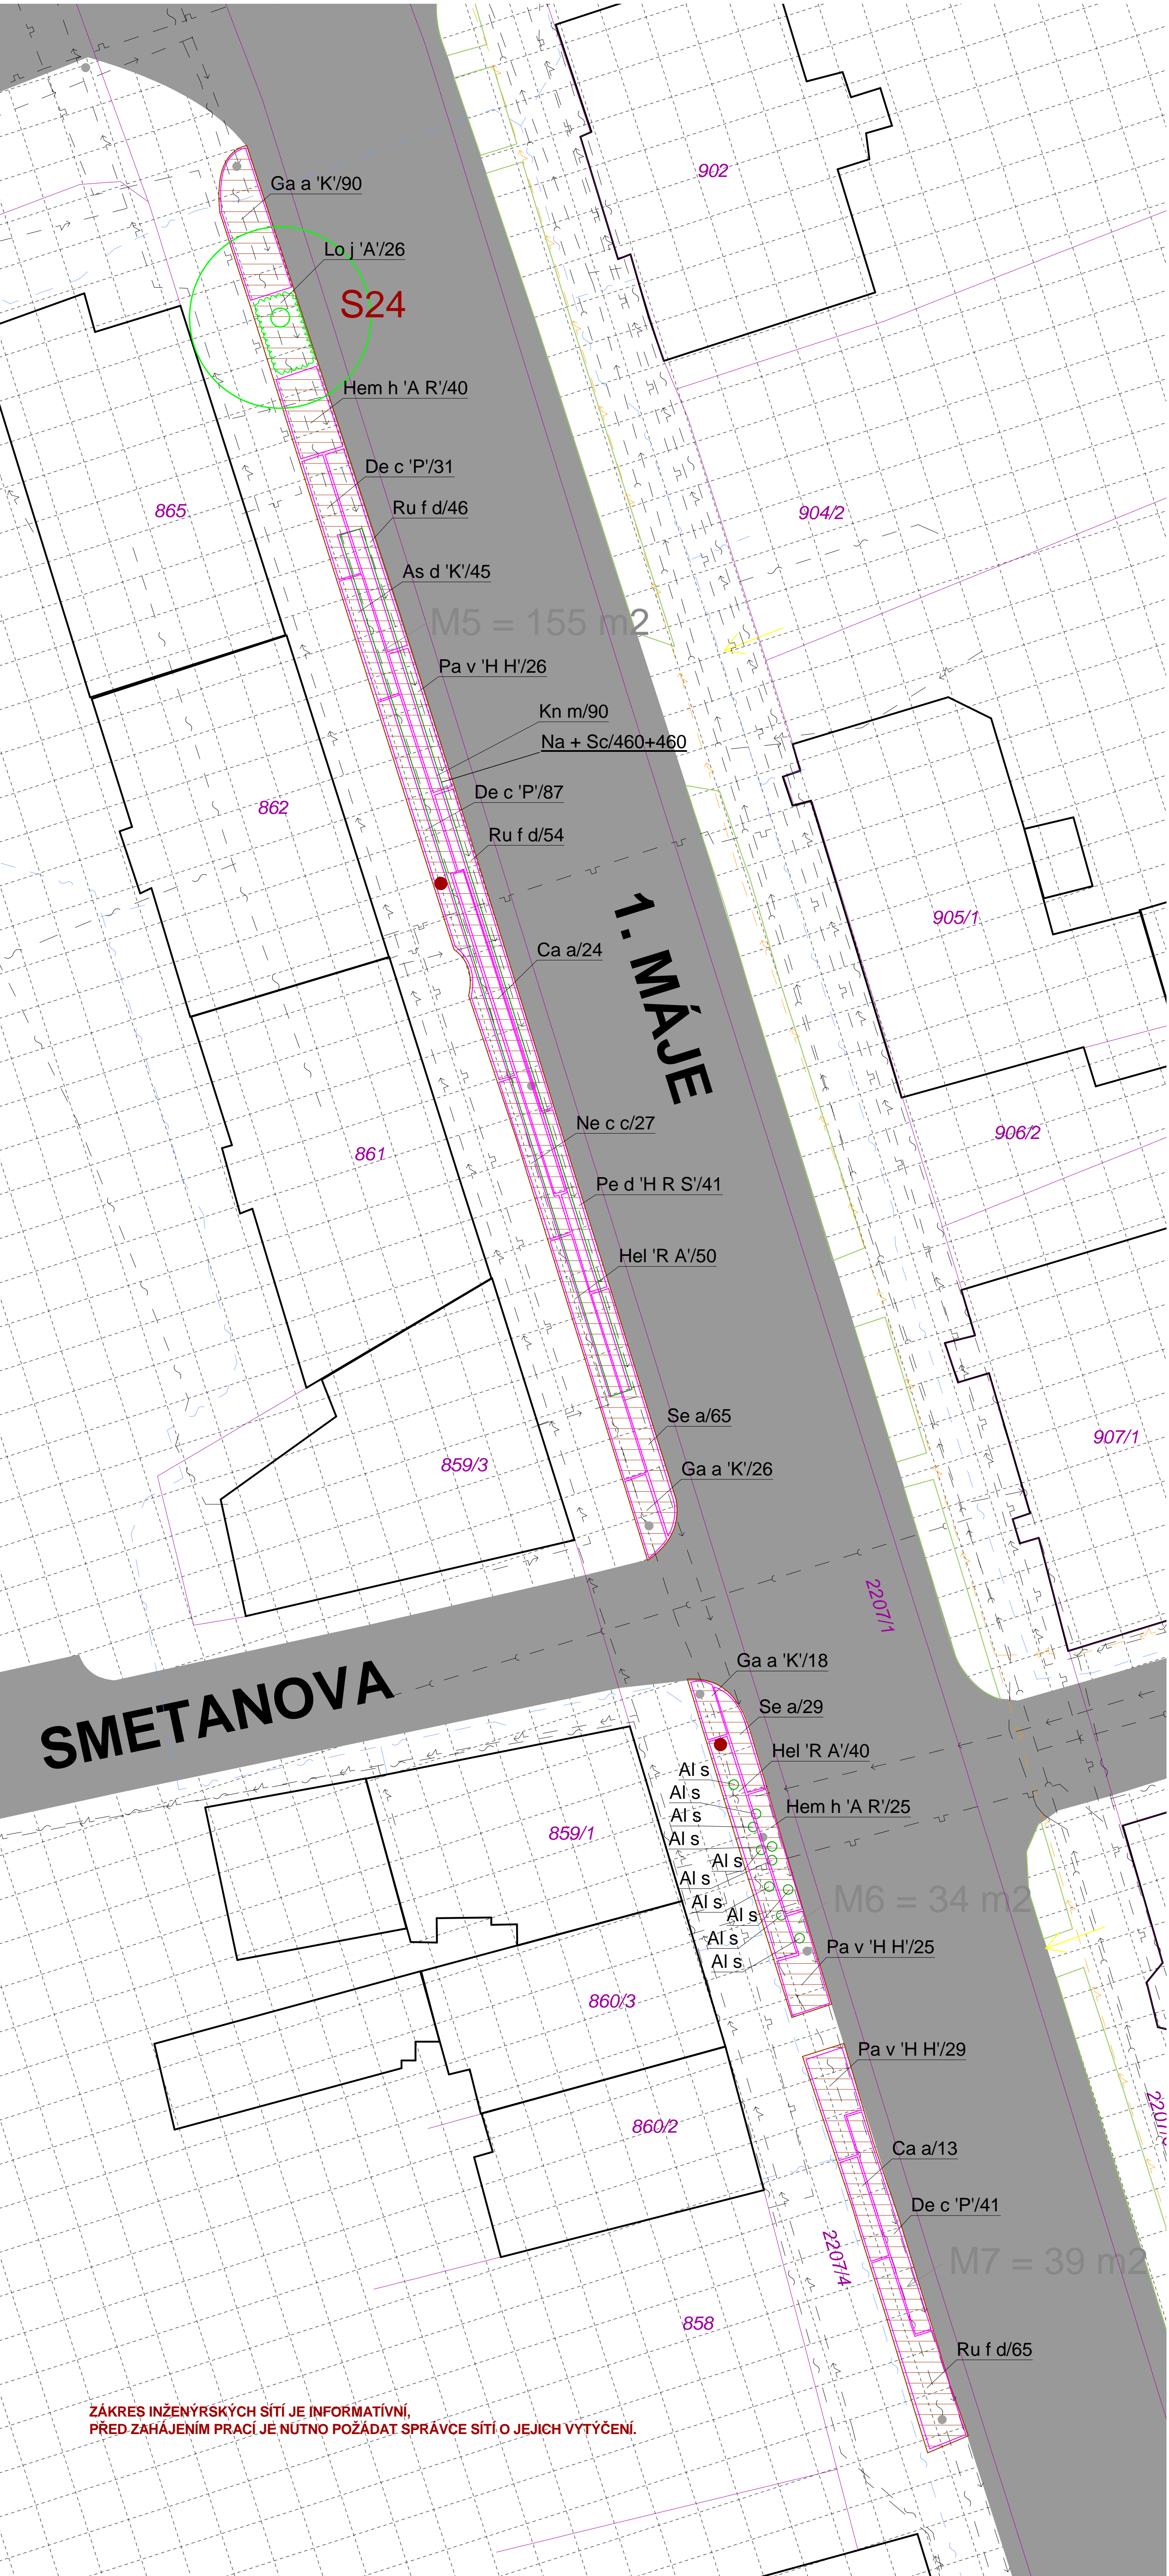 902
Ga a 'K'/90
Lo j 'A'/26
S24
Hem h 'A R'/40
De c 'P'/31
865
Ru f d/46
904/2
As d 'K'/45
M5 = 155 m2
Pa v 'H H'/26
Kn m/90
Na + Sc/460+460
De c 'P'/87
862
Ru f d/54
905/1
1. MÁJE
Ca a/24
Ne c c/27
906/2
861
Pe d 'H R S'/41
Hel 'R A'/50
Se a/65
907/1
859/3
Ga a 'K'/26
2207/1
Ga a 'K'/18
SMETANOVA
Se a/29
Hel 'R A'/40
Al s
Al s
Hem h 'A R'/25
Al s
859/1
Al s
Al s
Al s
M6 = 34 m2
Al s
Al s
Al s
Pa v 'H H'/25
Al s
860/3
Pa v 'H H'/29
860/2
Ca a/13
De c 'P'/41
2207/4
M7 = 39 m2
858
Ru f d/65
ZÁKRES INŽENÝRSKÝCH SÍTÍ JE INFORMATÍVNÍ,
PŘED ZAHÁJENÍM PRACÍ JE NUTNO POŽÁDAT SPRÁVCE SÍTÍ O JEJICH VYTÝČENÍ.